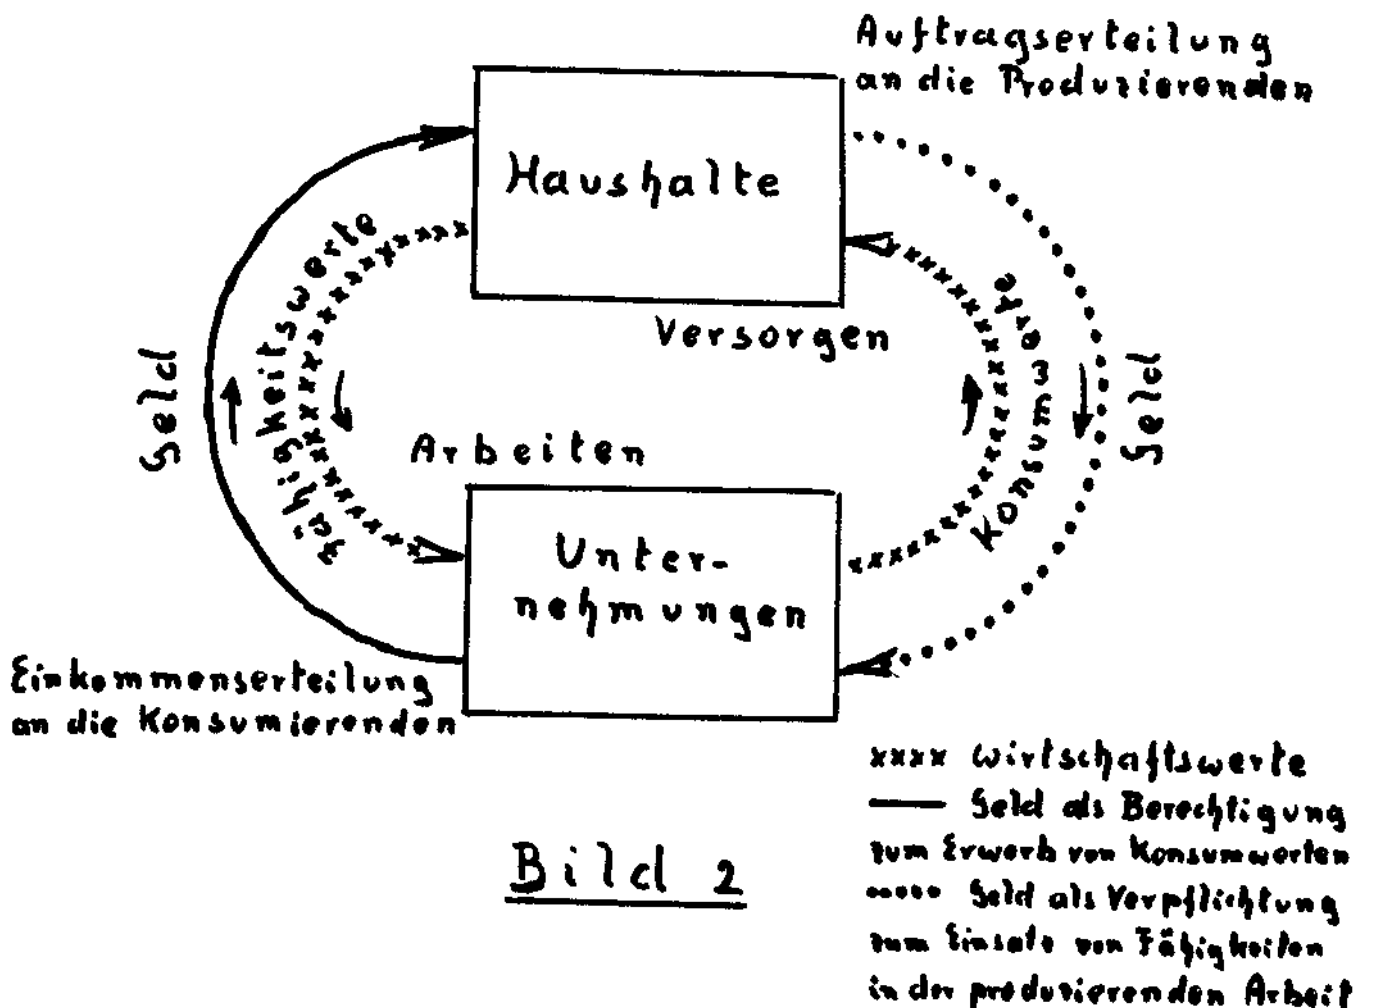 Auftragserteilung
an die Produzierenden
Haushalte
Fähigkeitswerte
Konsumwerte
Versorgen
Geld
Geld
Arbeiten
Unter-
nehmungen
Einkommenserteilung
an die Konsumierenden
xxxx Wirtschaftswerte
Geld als Berechtigung
zum Erwerb von Konsumwerten
Geld als Verpflichtung
zum Einsatz von Fähigkeiten
in der produzierenden Arbeit
Bild 2